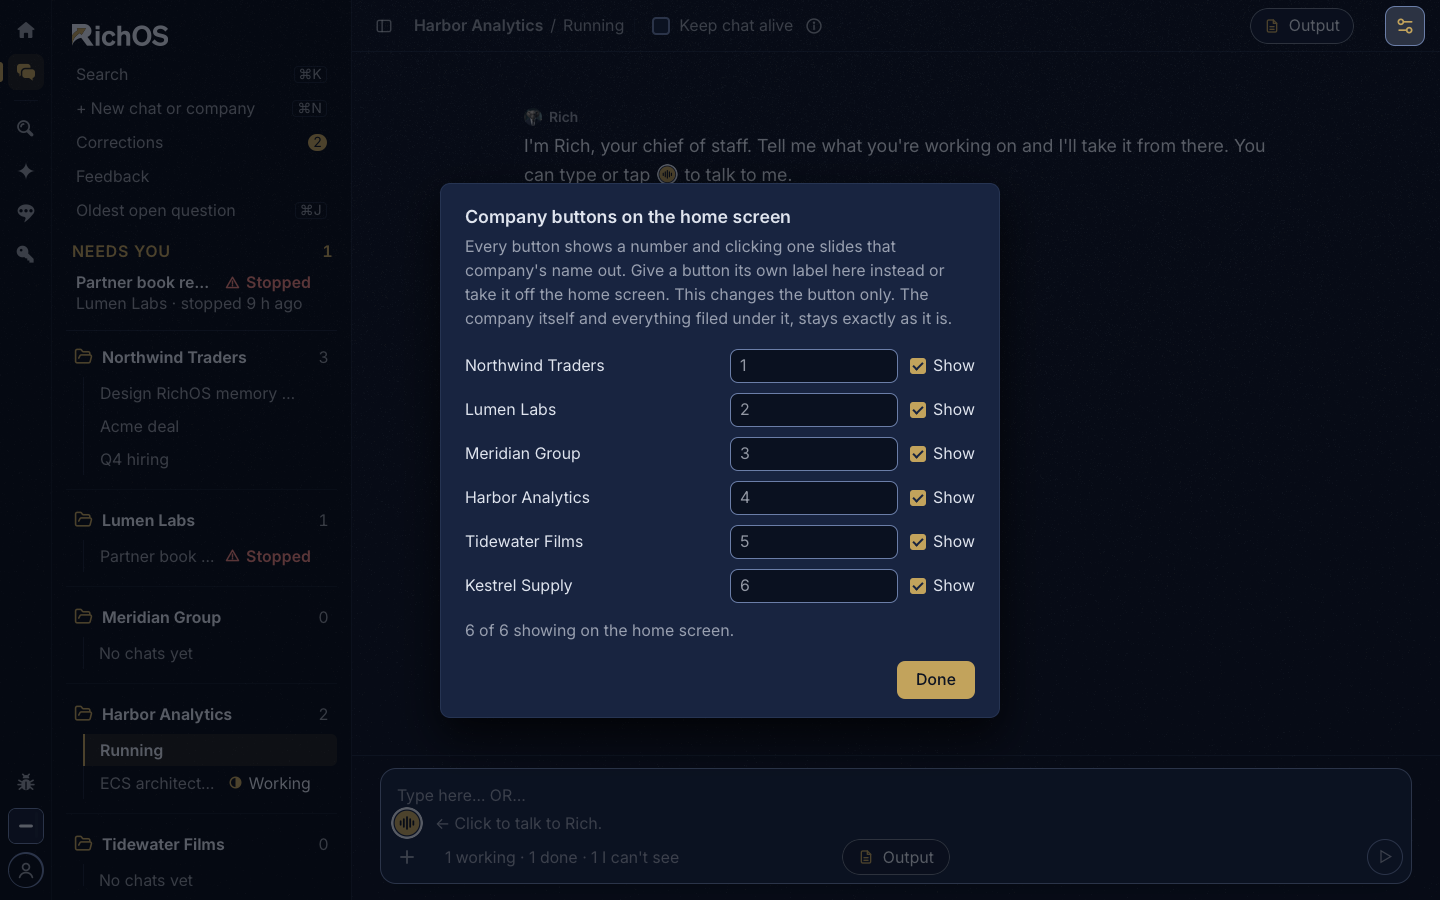 RichOS
Search ⌘K
+ New chat or company ⌘N
Corrections 2
Feedback
Oldest open question ⌘J
NEEDS YOU 1
Partner book re... Stopped
Lumen Labs · stopped 9 h ago
Northwind Traders 3
Design RichOS memory ...
Acme deal
Q4 hiring
Lumen Labs 1
Partner book ... Stopped
Meridian Group 0
No chats yet
Harbor Analytics 2
Running
ECS architect... Working
Tidewater Films 0
No chats yet
Harbor Analytics / Running
Keep chat alive
Output
Rich
I'm Rich, your chief of staff. Tell me what you're working on and I'll take it from there. You
can type or tap to talk to me.
Company buttons on the home screen
Every button shows a number and clicking one slides that
company's name out. Give a button its own label here instead or
take it off the home screen. This changes the button only. The
company itself and everything filed under it, stays exactly as it is.
Northwind Traders 1 Show
Lumen Labs 2 Show
Meridian Group 3 Show
Harbor Analytics 4 Show
Tidewater Films 5 Show
Kestrel Supply 6 Show
6 of 6 showing on the home screen.
Done
Type here... OR...
← Click to talk to Rich.
1 working · 1 done · 1 I can't see
Output